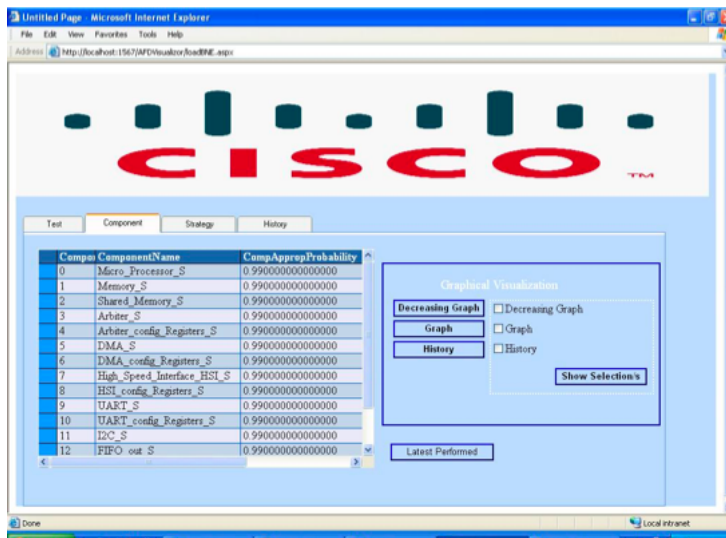 Untitled Page - Microsoft Internet Explorer
File Edit View Favorites Tools Help
Address http://localhost:1567/AFDVisualizor/loadBNE.aspx
CISCO TM
Test Component Strategy History
Compo ComponentName CompAppropProbability
0 Micro_Processor_S 0.990000000000000
1 Memory_S 0.990000000000000
2 Shared_Memory_S 0.990000000000000
3 Arbiter_S 0.990000000000000
4 Arbiter_config_Registers_S 0.990000000000000
5 DMA_S 0.990000000000000
6 DMA_config_Registers_S 0.990000000000000
7 High_Speed_Interface_HSI_S 0.990000000000000
8 HSI_config_Registers_S 0.990000000000000
9 UART_S 0.990000000000000
10 UART_config_Registers_S 0.990000000000000
11 I2C_S 0.990000000000000
12 FIFO_out_S 0.990000000000000
Graphical Visualization
Decreasing Graph Decreasing Graph
Graph Graph
History History
Show Selection/s
Latest Performed
Done Local intranet